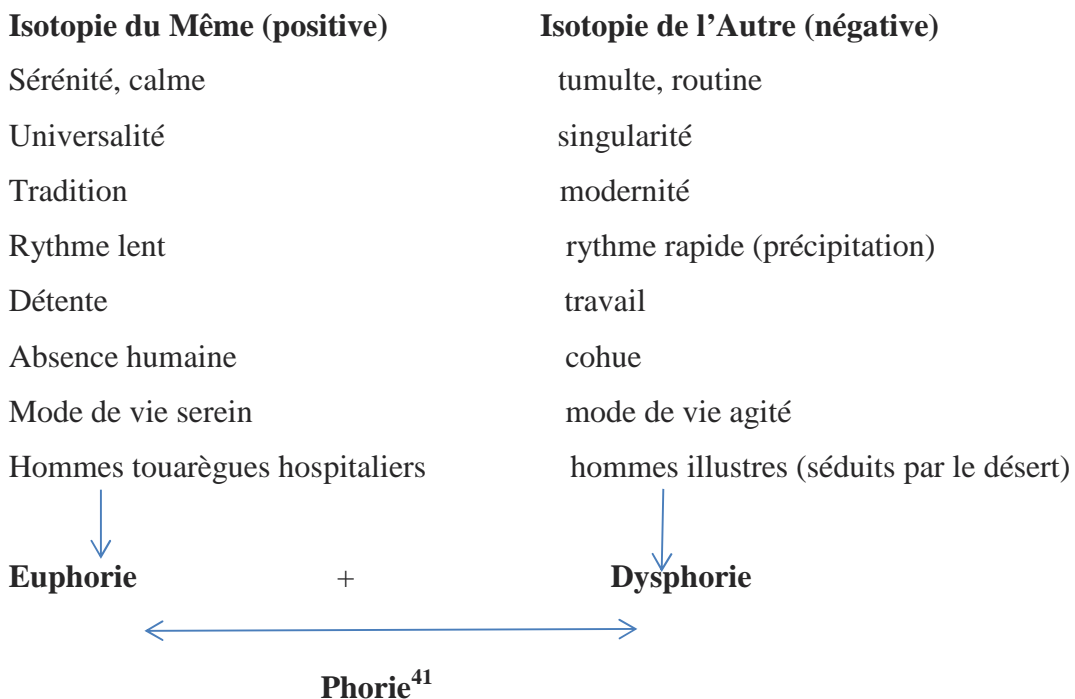 Isotopie du Même (positive) Isotopie de l’Autre (négative)
Sérénité, calme tumulte, routine
Universalité singularité
Tradition modernité
Rythme lent rythme rapide (précipitation)
Détente travail
Absence humaine cohue
Mode de vie serein mode de vie agité
Hommes touarègues hospitaliers hommes illustres (séduits par le désert)
Euphorie + Dysphorie
Phorie41